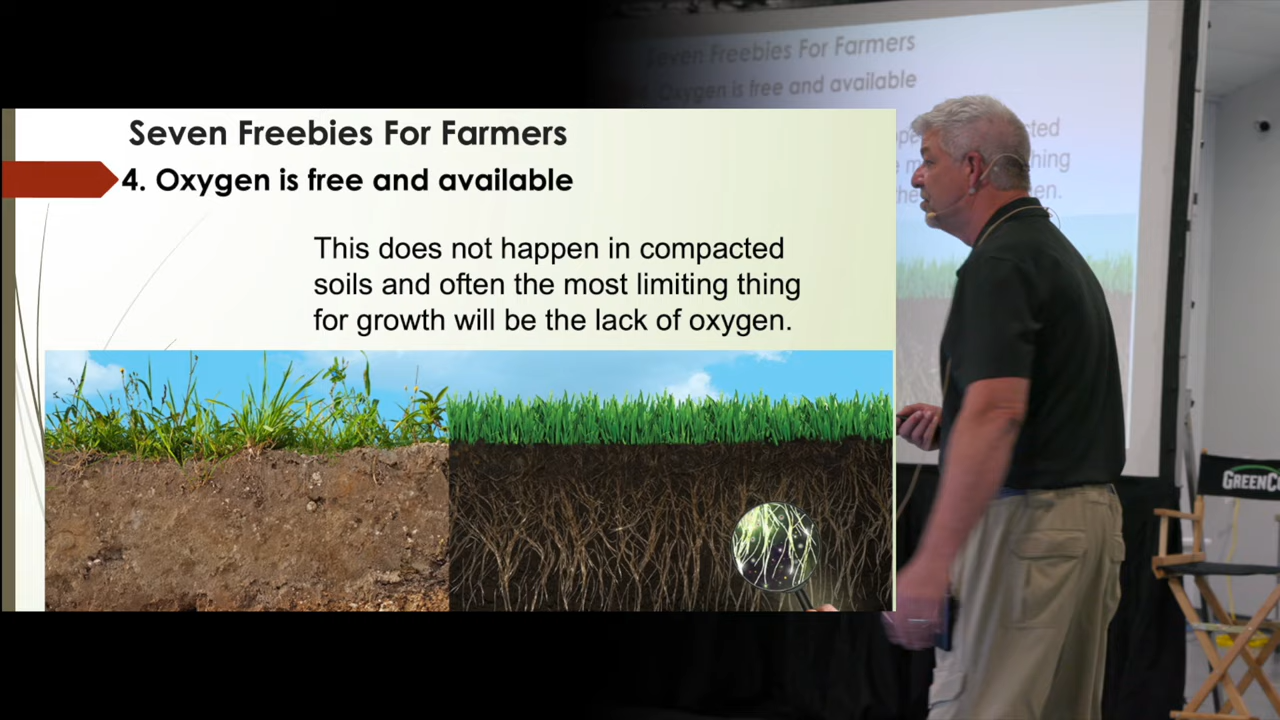 Seven Freebies For Farmers
4. Oxygen is free and available
This does not happen in compacted
soils and often the most limiting thing
for growth will be the lack of oxygen.
Seven Freebies For Farmers
Oxygen is free and available